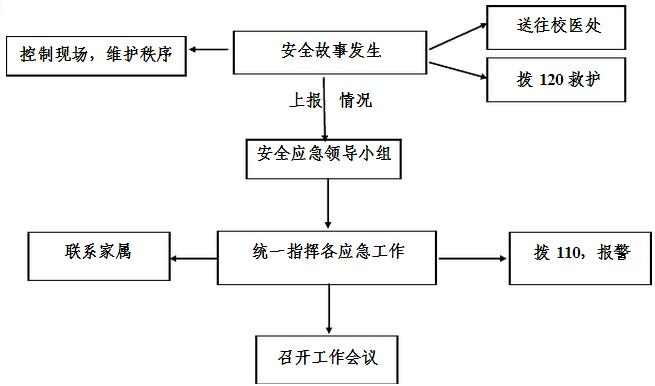 送往校医处
控制现场，维护秩序
安全故事发生
拨 120 救护
上报 情况
安全应急领导小组
联系家属
统一指挥各应急工作
拨 110，报警
召开工作会议